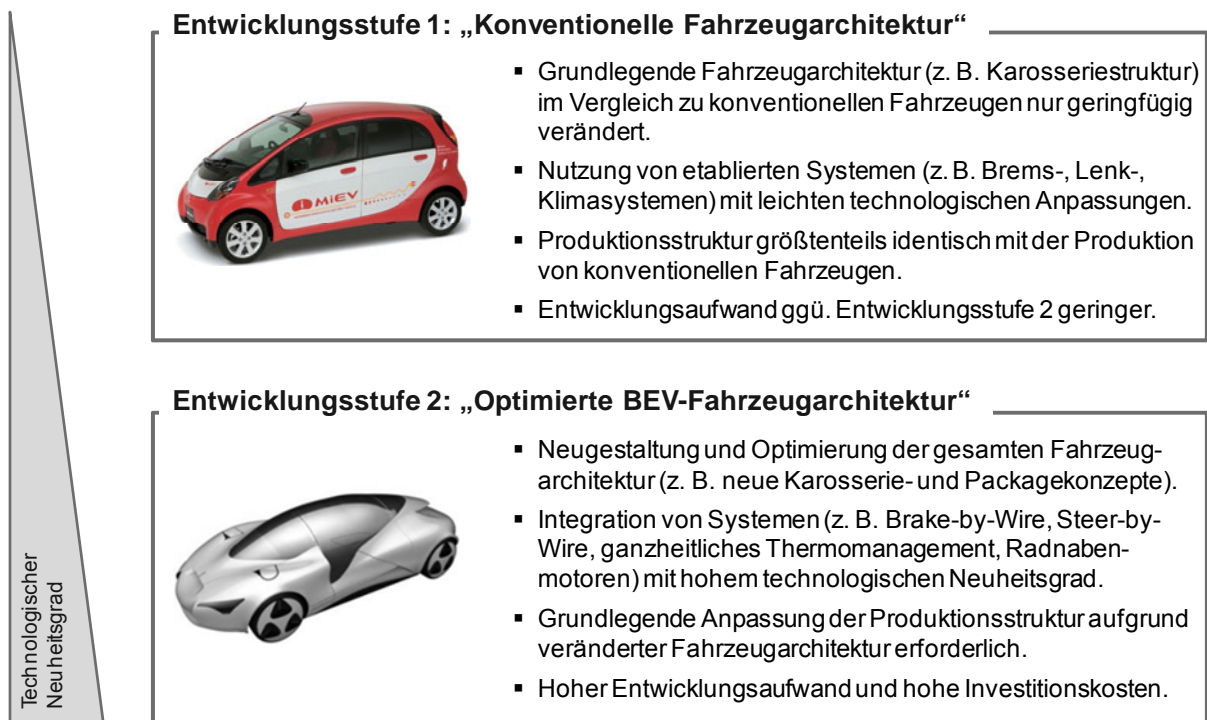 Entwicklungsstufe 1: „Konventionelle Fahrzeugarchitektur“
▪ Grundlegende Fahrzeugarchitektur (z. B. Karosseriestruktur)
im Vergleich zu konventionellen Fahrzeugen nur geringfügig
verändert.
▪ Nutzung von etablierten Systemen (z. B. Brems-, Lenk-,
Klimasystemen) mit leichten technologischen Anpassungen.
▪ Produktionsstruktur größtenteils identisch mit der Produktion
von konventionellen Fahrzeugen.
▪ Entwicklungsaufwand ggü. Entwicklungsstufe 2 geringer.
MiEV
Entwicklungsstufe 2: „Optimierte BEV-Fahrzeugarchitektur“
▪ Neugestaltung und Optimierung der gesamten Fahrzeug-
architektur (z. B. neue Karosserie- und Packagekonzepte).
▪ Integration von Systemen (z. B. Brake-by-Wire, Steer-by-
Wire, ganzheitliches Thermomanagement, Radnaben-
motoren) mit hohem technologischen Neuheitsgrad.
▪ Grundlegende Anpassung der Produktionsstruktur aufgrund
veränderter Fahrzeugarchitektur erforderlich.
▪ Hoher Entwicklungsaufwand und hohe Investitionskosten.
Technologischer
Neuheitsgrad